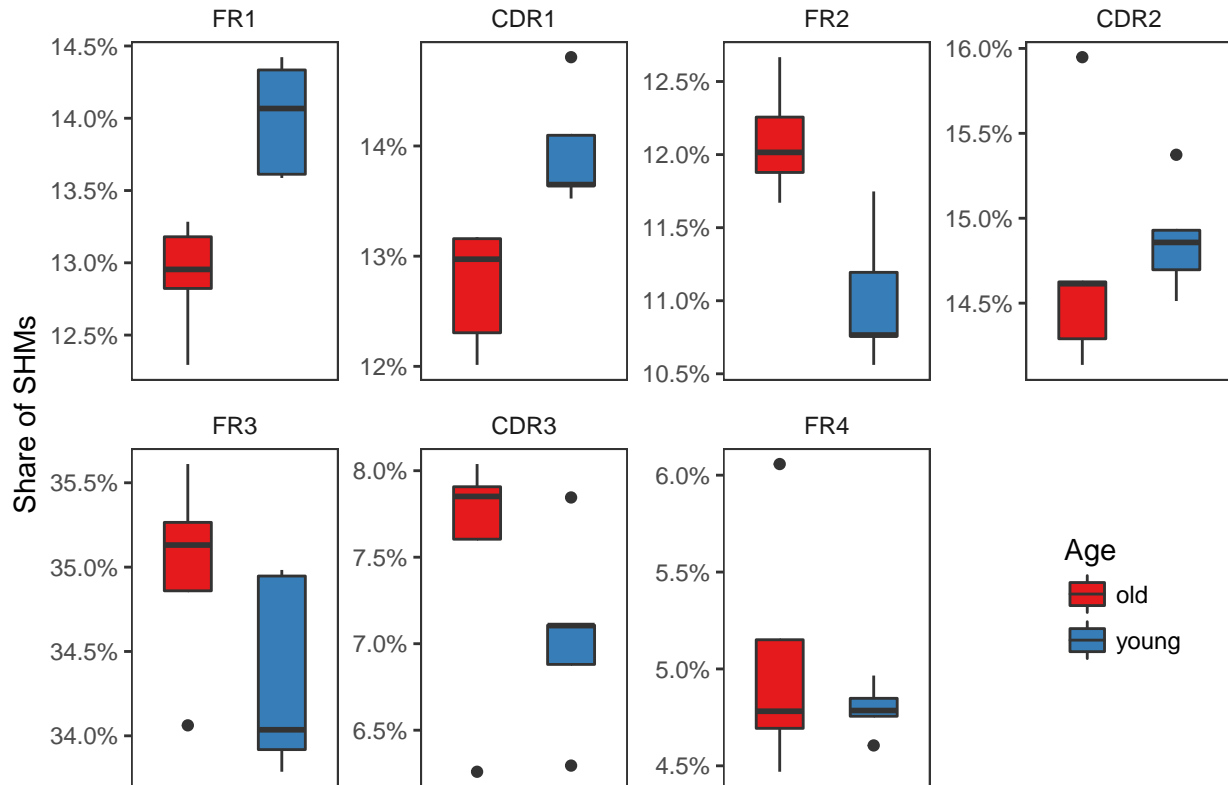 FR1
CDR1
FR2
CDR2
14.5%
14.0%
13.5%
13.0%
12.5%
14%
13%
12%
12.5%
12.0%
11.5%
11.0%
10.5%
16.0%
15.5%
15.0%
14.5%
Share of SHMs
FR3
CDR3
FR4
35.5%
35.0%
34.5%
34.0%
8.0%
7.5%
7.0%
6.5%
6.0%
5.5%
5.0%
4.5%
Age
old
young